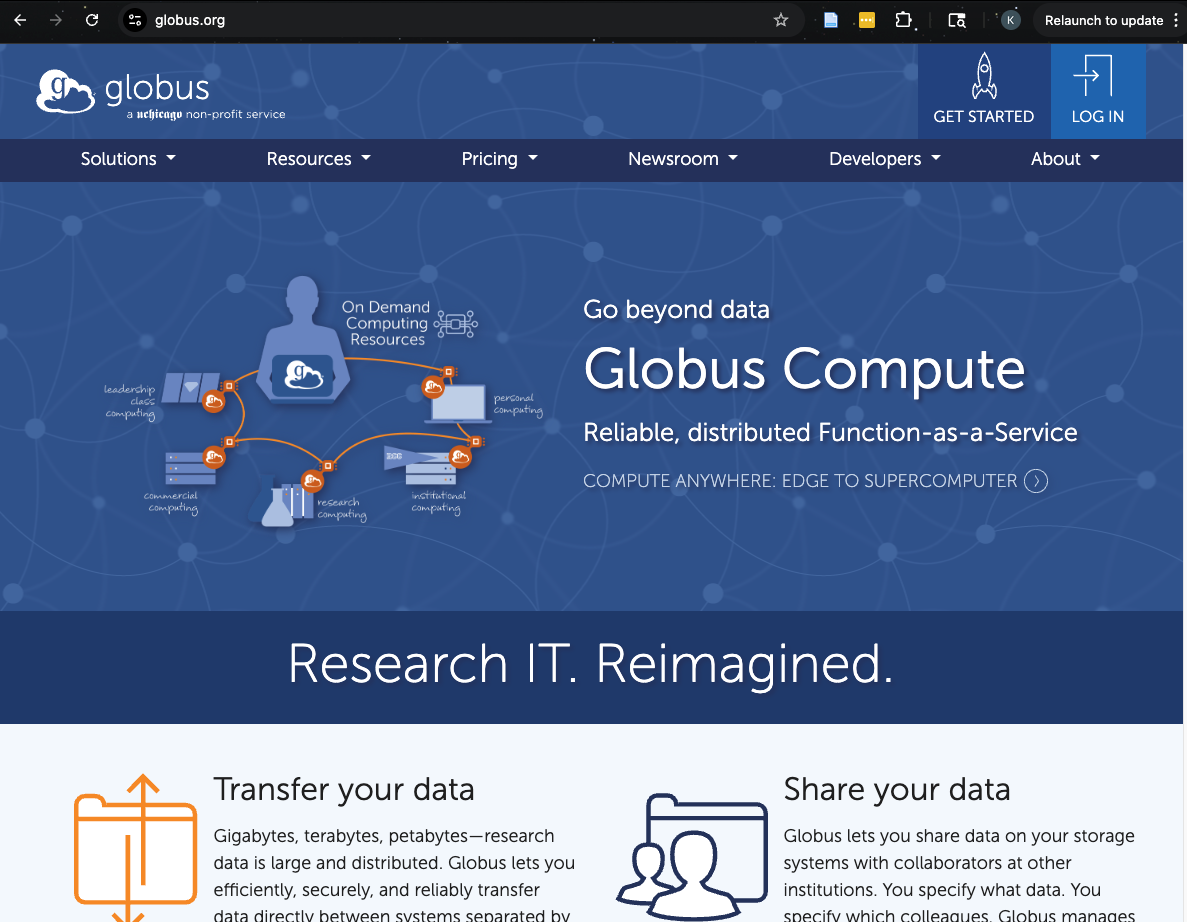 globus.org
K
Relaunch to update
g globus
a uchicago non-profit service
GET STARTED
LOG IN
Solutions
Resources
Pricing
Newsroom
Developers
About
On Demand
Computing
Resources
g
leadership
class
computing
personal
computing
commercial
computing
research
computing
institutional
computing
Go beyond data
Globus Compute
Reliable, distributed Function-as-a-Service
COMPUTE ANYWHERE: EDGE TO SUPERCOMPUTER
Research IT. Reimagined.
Transfer your data
Gigabytes, terabytes, petabytes—research
data is large and distributed. Globus lets you
efficiently, securely, and reliably transfer
data directly between systems separated by
Share your data
Globus lets you share data on your storage
systems with collaborators at other
institutions. You specify what data. You
specify which colleagues. Globus manages